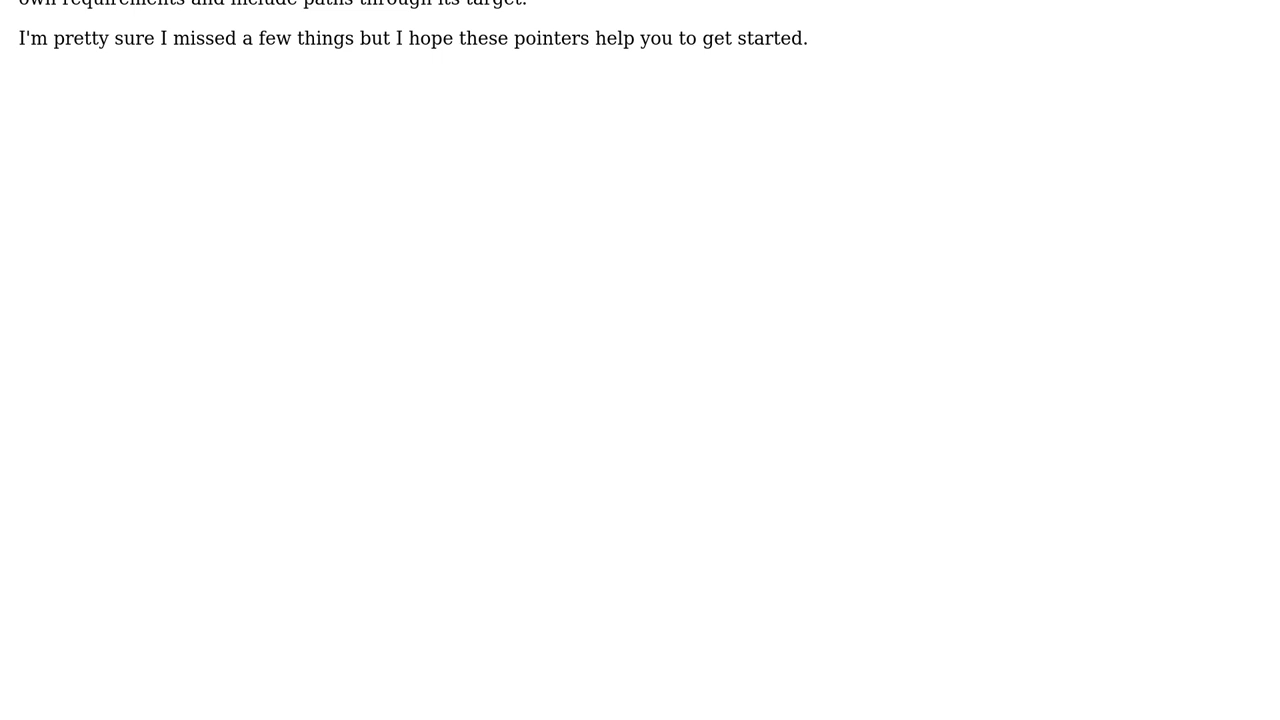 own requirements and include paths through its target.
I'm pretty sure I missed a few things but I hope these pointers help you to get started.